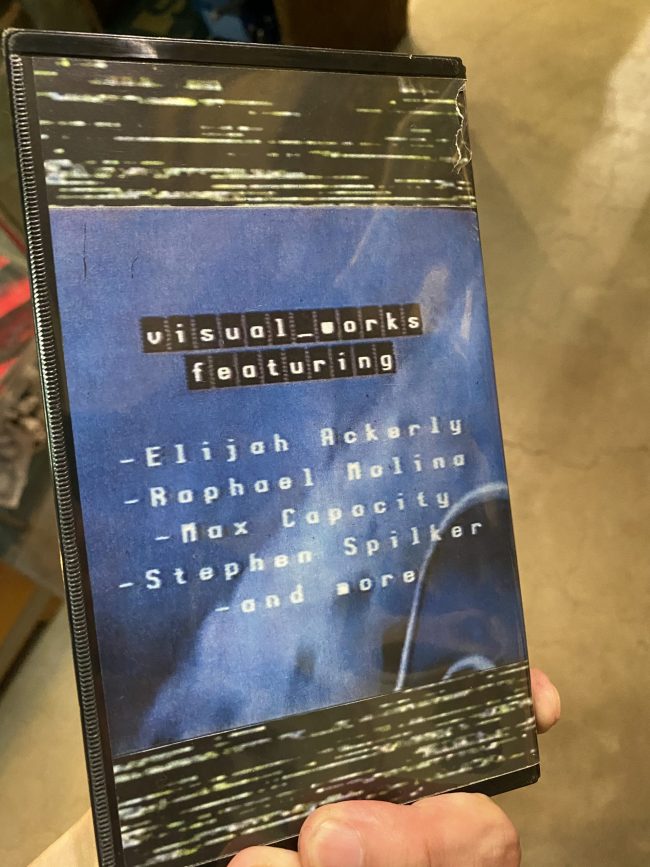 visual_works
featuring
-Elijah Ackerly
-Raphael Molina
-Max Capacity
-Stephen Spilker
-and more